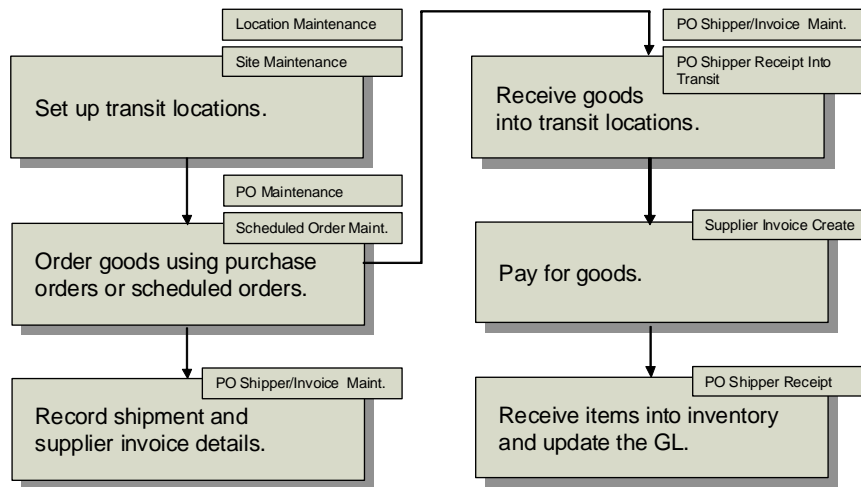 Location Maintenance
Site Maintenance
Set up transit locations.
PO Maintenance
Scheduled Order Maint.
Order goods using purchase
orders or scheduled orders.
PO Shipper/Invoice Maint.
Record shipment and
supplier invoice details.
PO Shipper/Invoice Maint.
PO Shipper Receipt Into
Transit
Receive goods
into transit locations.
Supplier Invoice Create
Pay for goods.
PO Shipper Receipt
Receive items into inventory
and update the GL.